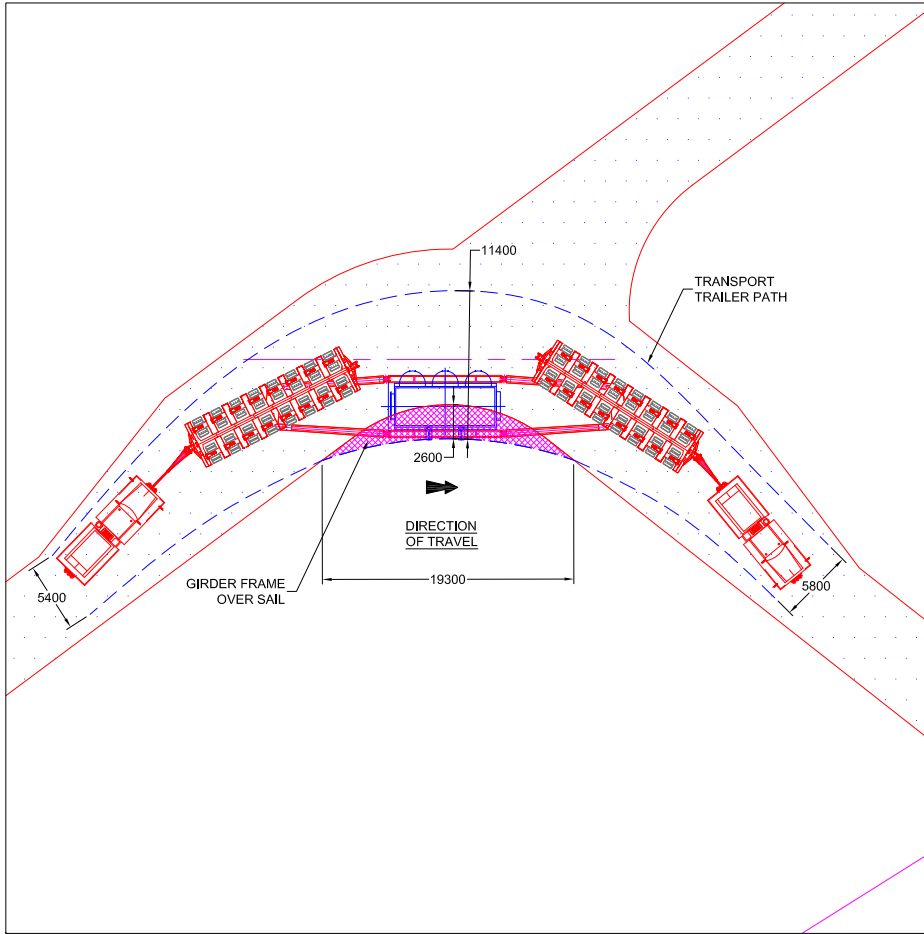 11400
TRANSPORT
TRAILER PATH
2600
DIRECTION
OF TRAVEL
GIRDER FRAME
OVER SAIL
19300
5400
5800